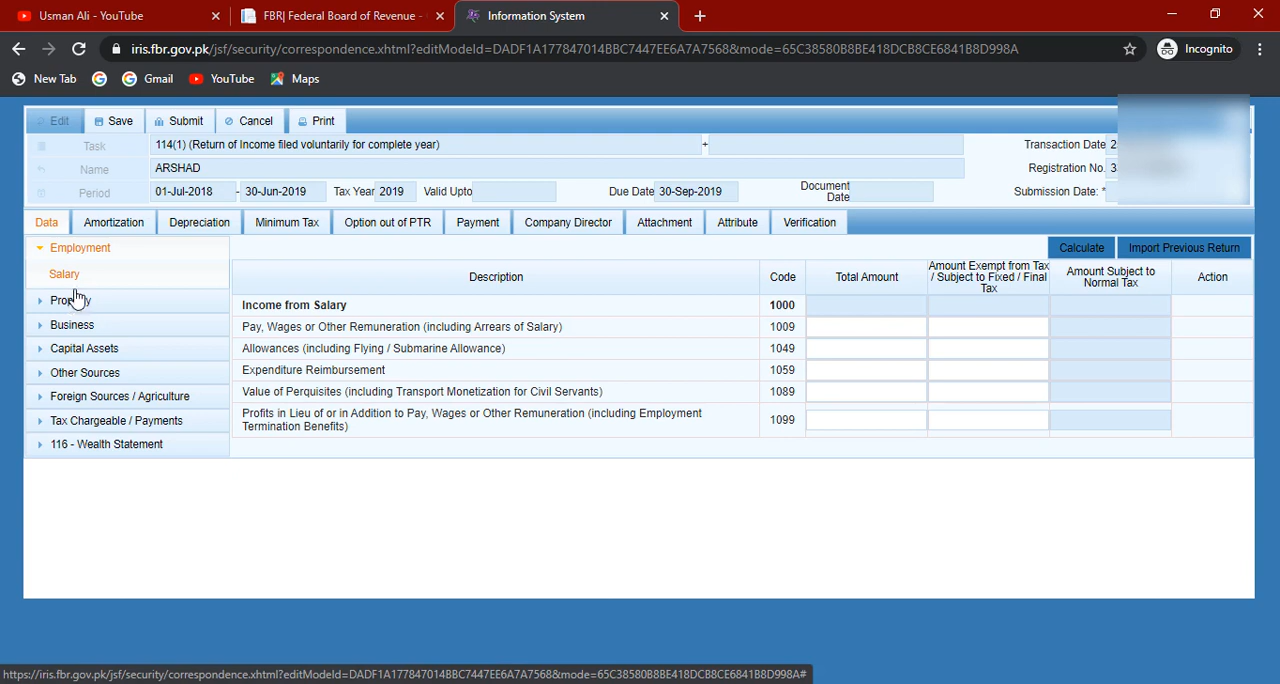 Usman Ali - YouTube
FBR| Federal Board of Revenue -
Information System
iris.fbr.gov.pk/jsf/security/correspondence.xhtml?editModeId=DADF1A177847014BBC7447EE6A7A7568&mode=65C38580B8BE418DCB8CE6841B8D998A
Incognito
New Tab
Gmail
YouTube
Maps
Edit
Save
Submit
Cancel
Print
Task
114(1) (Return of Income filed voluntarily for complete year)
+
Transaction Date 2
Name
ARSHAD
Registration No. 3
Period
01-Jul-2018 - 30-Jun-2019
Tax Year 2019
Valid Upto
Due Date 30-Sep-2019
Document
Date
Submission Date: *
Data
Amortization
Depreciation
Minimum Tax
Option out of PTR
Payment
Company Director
Attachment
Attribute
Verification
Employment
Salary
Property
Business
Capital Assets
Other Sources
Foreign Sources / Agriculture
Tax Chargeable / Payments
116 - Wealth Statement
Calculate
Import Previous Return
Description
Code
Total Amount
Amount Exempt from Tax
/ Subject to Fixed / Final
Tax
Amount Subject to
Normal Tax
Action
Income from Salary 1000
Pay, Wages or Other Remuneration (including Arrears of Salary) 1009
Allowances (including Flying / Submarine Allowance) 1049
Expenditure Reimbursement 1059
Value of Perquisites (including Transport Monetization for Civil Servants) 1089
Profits in Lieu of or in Addition to Pay, Wages or Other Remuneration (including Employment
Termination Benefits) 1099
https://iris.fbr.gov.pk/jsf/security/correspondence.xhtml?editModeId=DADF1A177847014BBC7447EE6A7A7568&mode=65C38580B8BE418DCB8CE6841B8D998A#